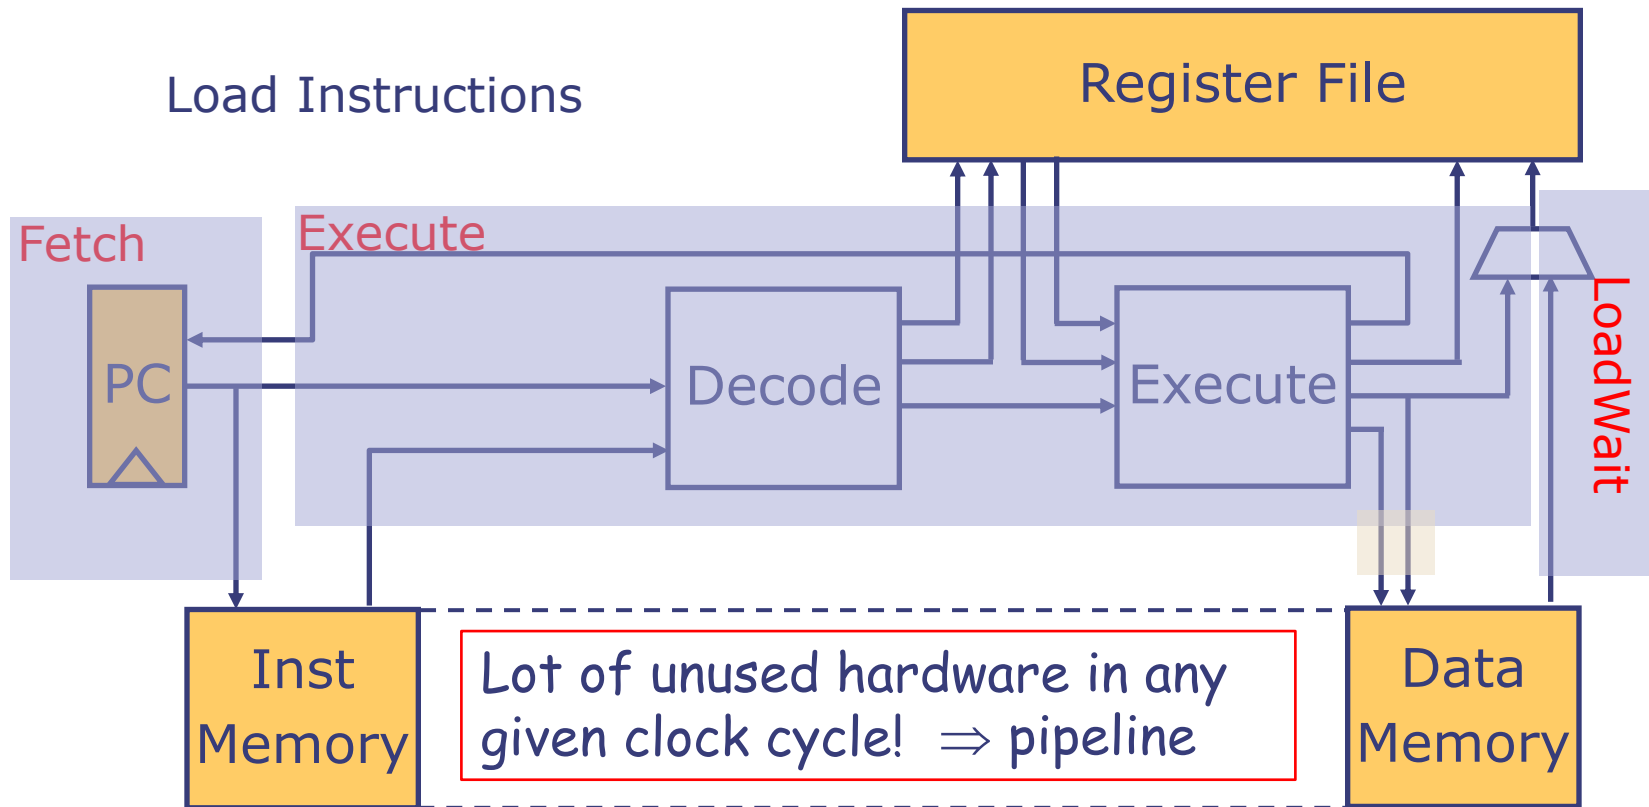 Register File
Load Instructions
Fetch
Execute
PC
Decode
Execute
LoadWait
Inst
Memory
Lot of unused hardware in any
given clock cycle! ⇒ pipeline
Data
Memory